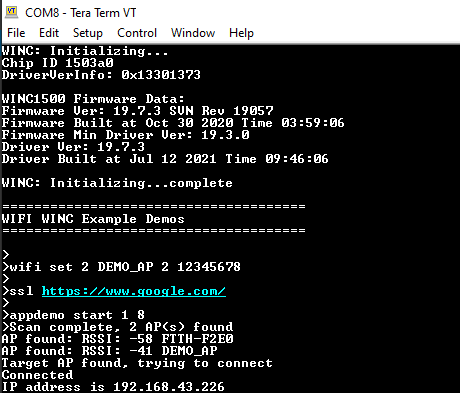 COM8 - Tera Term VT
File Edit Setup Control Window Help
WINC: Initializing...
Chip ID 1503a0
DriverVerInfo: 0x13301373
WINC1500 Firmware Data:
Firmware Ver: 19.7.3 SVN Rev 19057
Firmware Built at Oct 30 2020 Time 03:59:06
Firmware Min Driver Ver: 19.3.0
Driver Ver: 19.7.3
Driver Built at Jul 12 2021 Time 09:46:06
WINC: Initializing...complete
=====================================
WIFI WINC Example Demos
=====================================
>
>wifi set 2 DEMO_AP 2 12345678
>
>ssl https://www.google.com/
>
>appdemo start 1 8
>Scan complete, 2 AP(s) found
AP found: RSSI: -58 FTTH-F2E0
AP found: RSSI: -41 DEMO_AP
Target AP found, trying to connect
Connected
IP address is 192.168.43.226